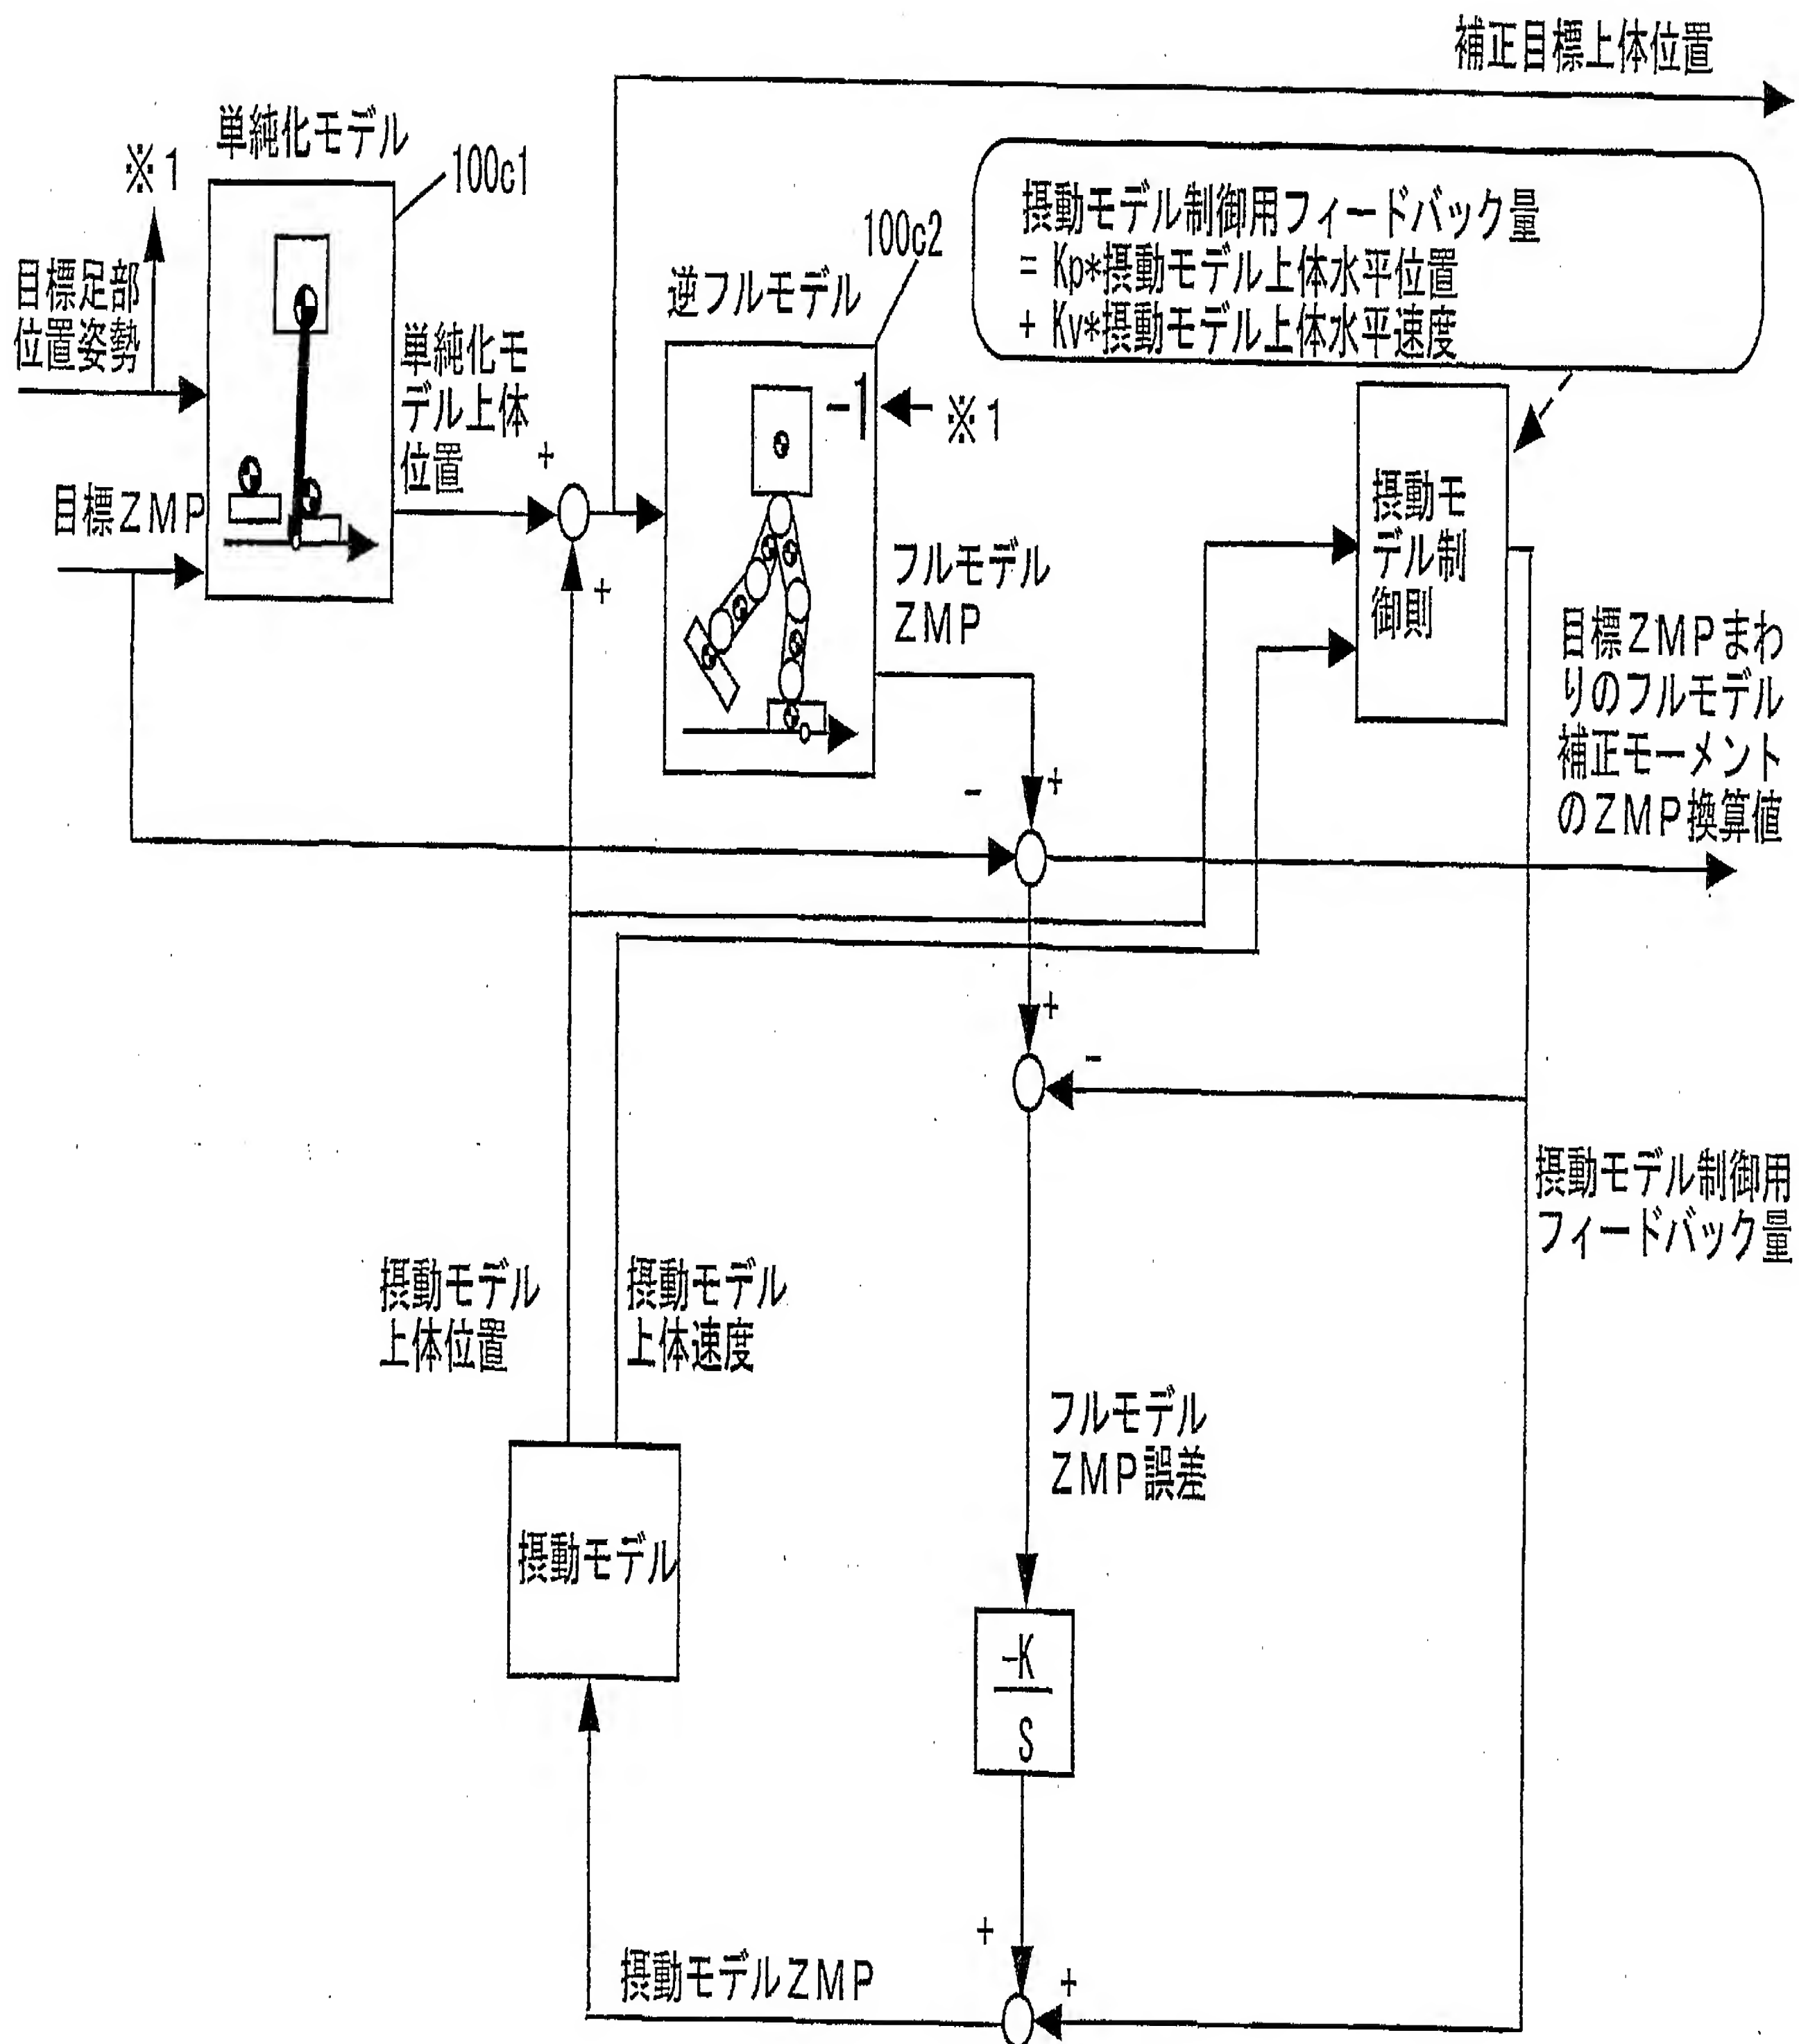 補正目標上体位置
単純化モデル
※1
100c1
摂動モデル制御用フィードバック量
= Kp*摂動モデル上体水平位置
+ Kv*摂動モデル上体水平速度
100c2
逆フルモデル
目標足部
位置姿勢
単純化モ
デル上体
位置
-1
※1
+
目標ZMP
摂動モ
デル制
御則
フルモデル
ZMP
+
目標ZMPまわ
りのフルモデル
補正モーメント
のZMP換算値
-
+
+
-
摂動モデル制御用
フィードバック量
摂動モデル
上体位置
摂動モデル
上体速度
フルモデル
ZMP誤差
摂動モデル
-K
S
+
+
摂動モデルZMP